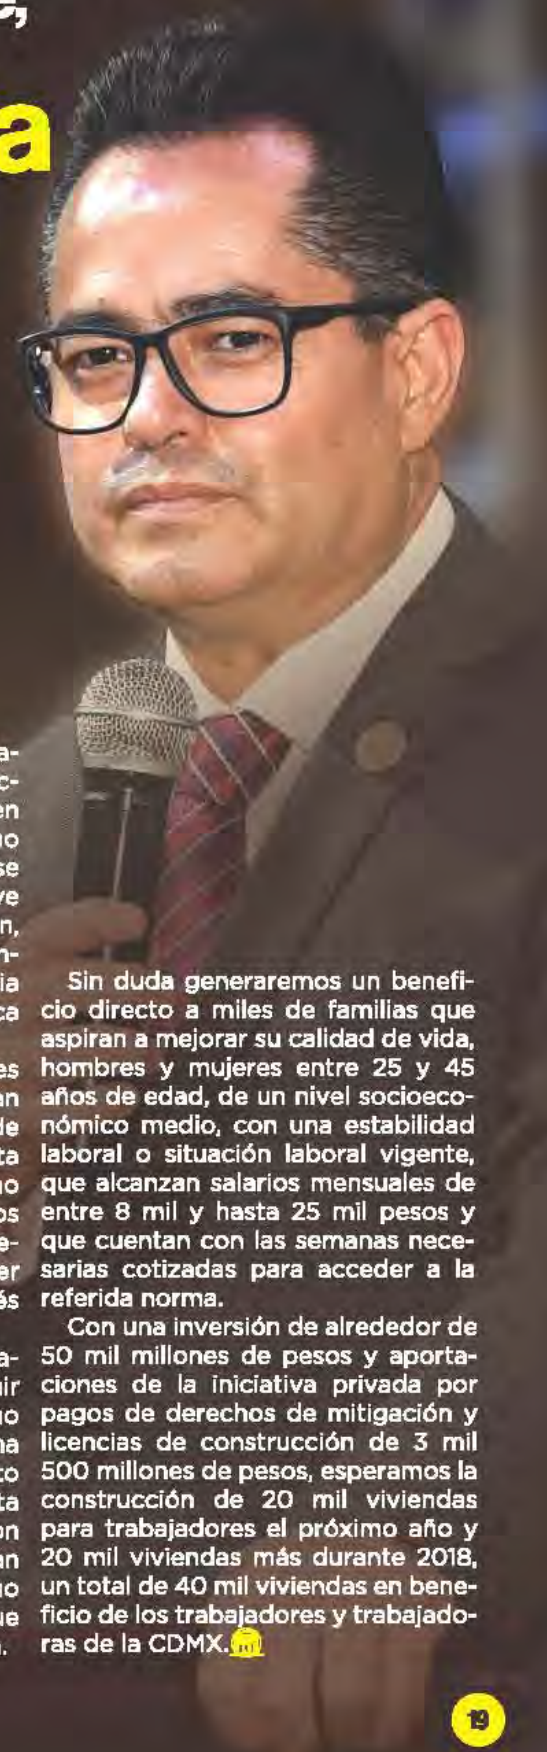 a
Sin duda generaremos un benefi-
cio directo a miles de familias que
aspiran a mejorar su calidad de vida,
hombres y mujeres entre 25 y 45
años de edad, de un nivel socioeco-
nómico medio, con una estabilidad
laboral o situación laboral vigente,
que alcanzan salarios mensuales de
entre 8 mil y hasta 25 mil pesos y
que cuentan con las semanas nece-
sarias cotizadas para acceder a la
referida norma.
Con una inversión de alrededor de
50 mil millones de pesos y aporta-
ciones de la iniciativa privada por
pagos de derechos de mitigación y
licencias de construcción de 3 mil
500 millones de pesos, esperamos la
construcción de 20 mil viviendas
para trabajadores el próximo año y
20 mil viviendas más durante 2018,
un total de 40 mil viviendas en bene-
ficio de los trabajadores y trabajado-
ras de la CDMX.
19